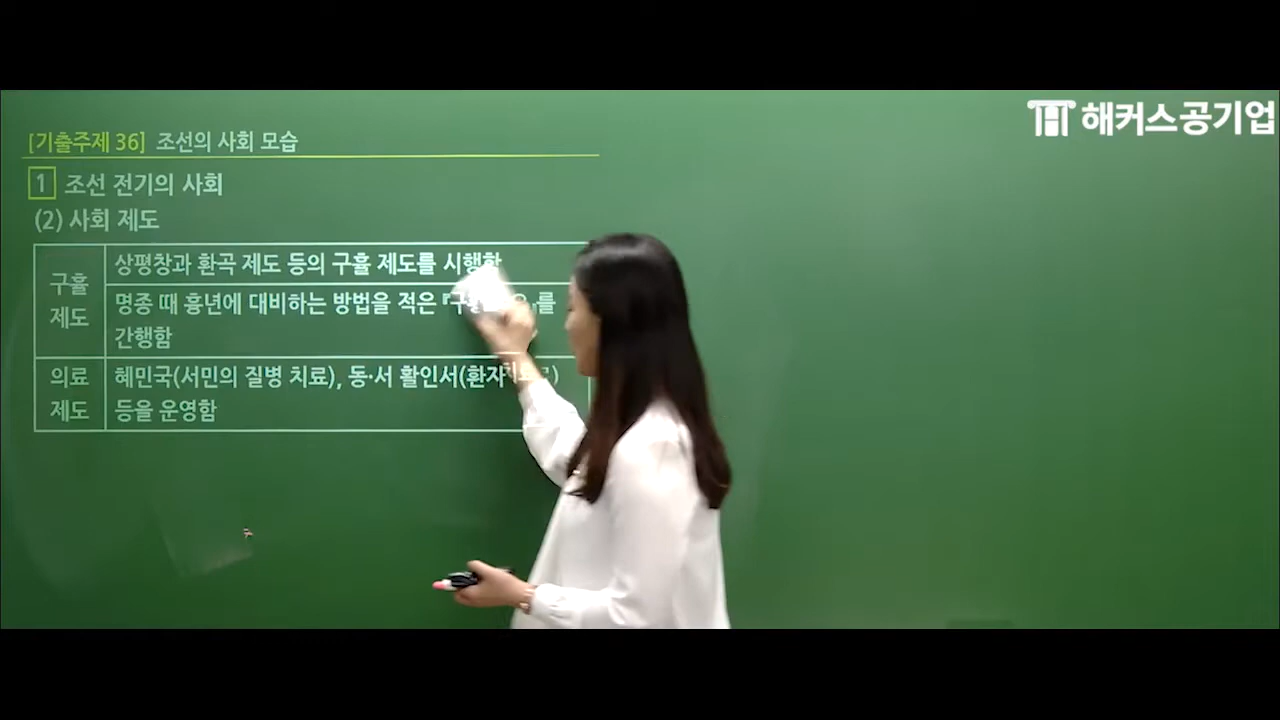 해커스공기업
[기출주제 36] 조선의 사회 모습
1 조선 전기의 사회
(2) 사회 제도
구휼
제도
상평창과 환곡 제도 등의 구휼 제도를 시행함
명종 때 흉년에 대비하는 방법을 적은 를
간행함
의료
제도
혜민국(서민의 질병 치료), 동·서 활인서(환자
등을 운영함